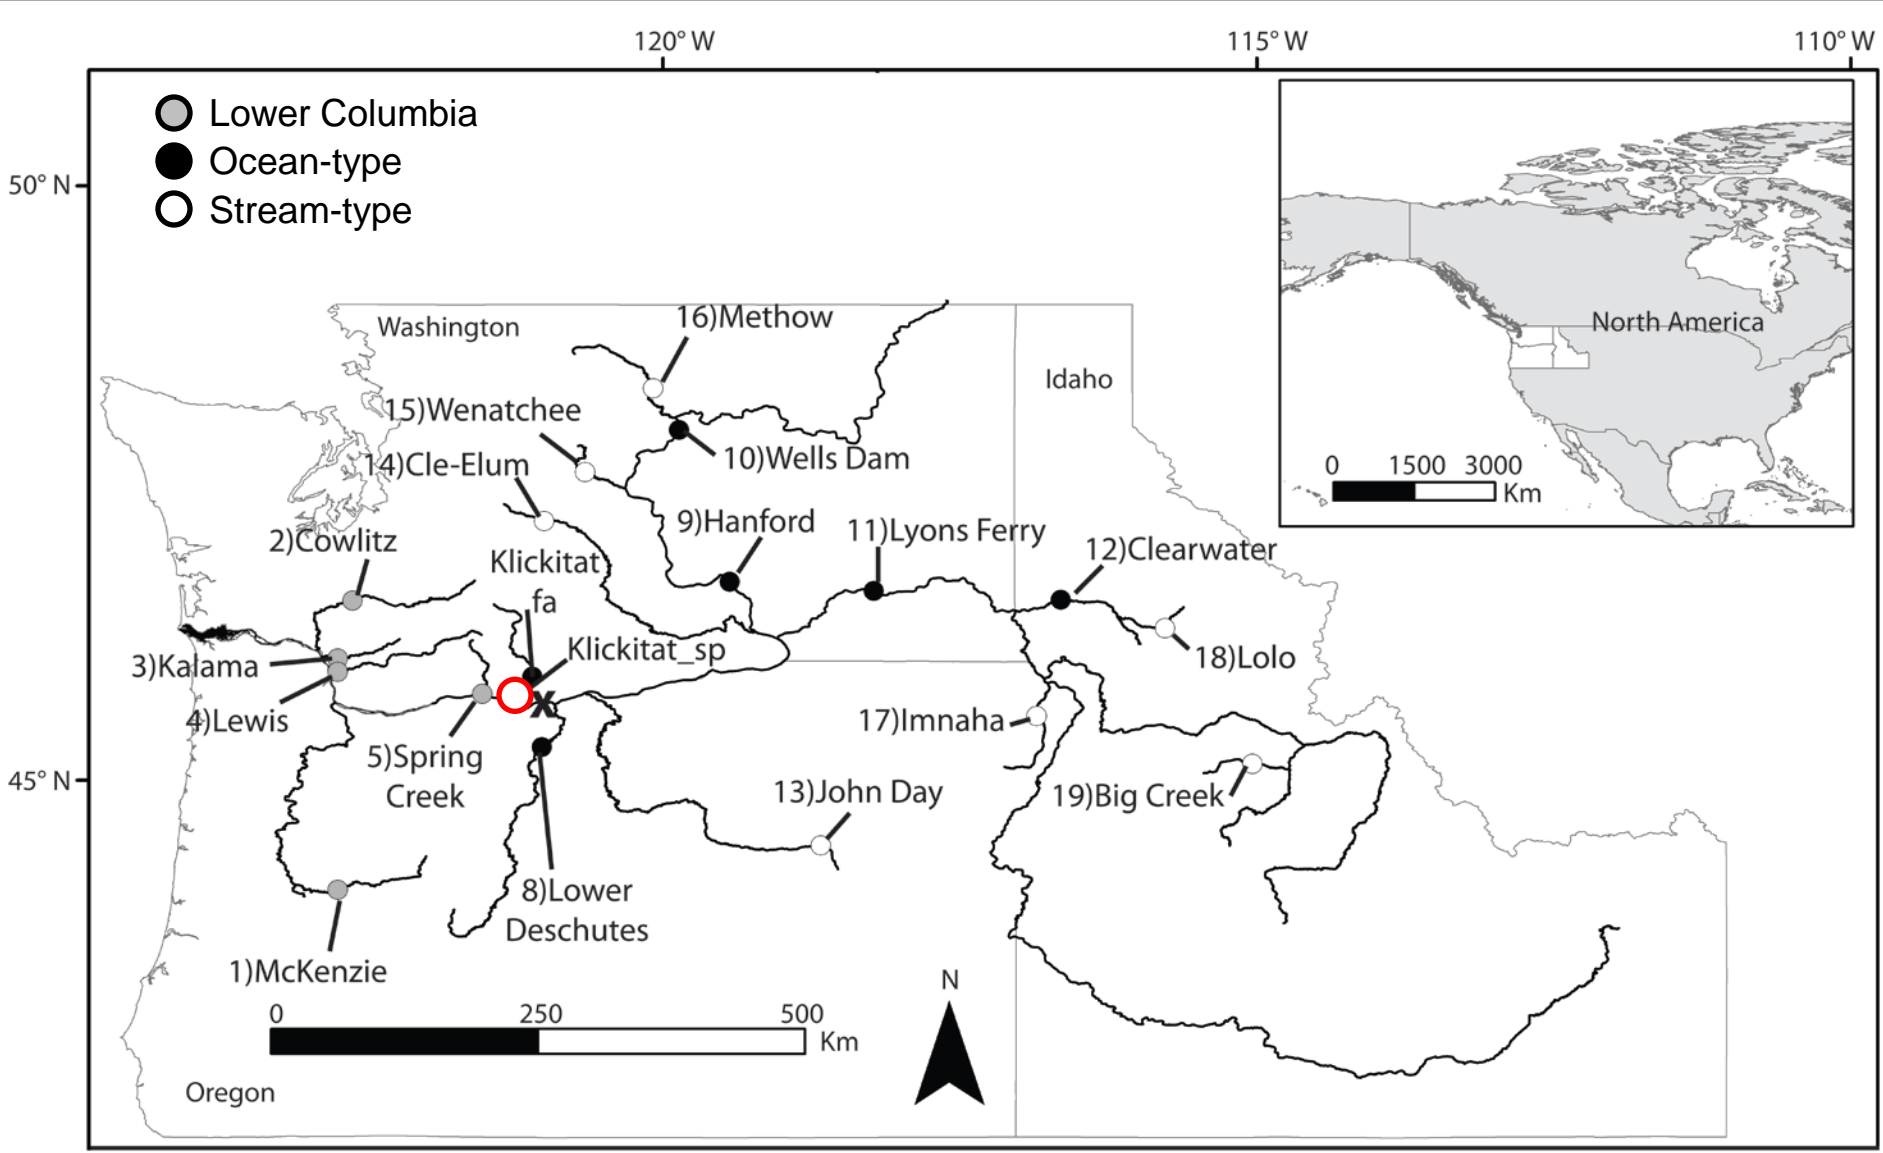 120° W
115° W
110° W
50° N
45° N
Lower Columbia
Ocean-type
Stream-type
North America
0 1500 3000
Km
Washington
Idaho
16)Methow
15)Wenatchee
10)Wells Dam
14)Cle-Elum
9)Hanford
11)Lyons Ferry
2)Cowlitz
12)Clearwater
Klickitat
fa
Klickitat_sp
3)Kalama
18)Lolo
4)Lewis
X
17)Imnaha
5)Spring
Creek
13)John Day
19)Big Creek
8)Lower
Deschutes
1)McKenzie
N
0 250 500
Km
Oregon